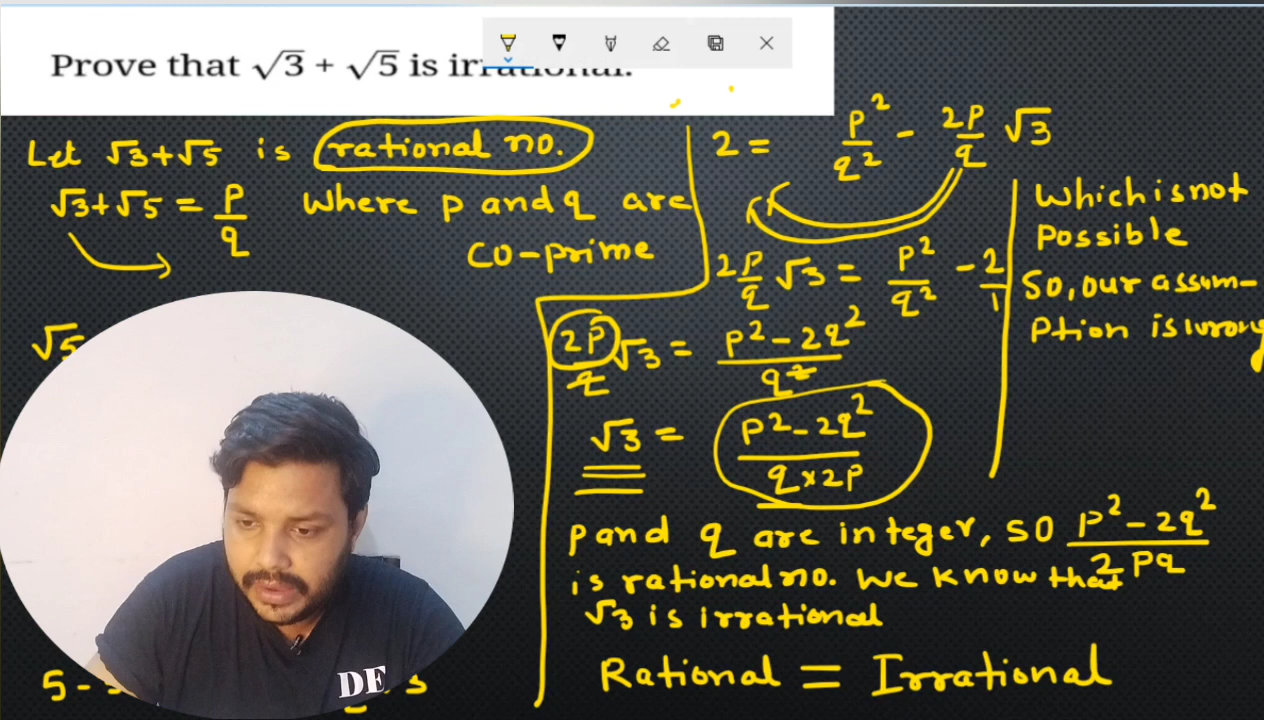 Prove that √3 + √5 is irrational.
Let √3+√5 is rational no.
√3+√5 = p/q where p and q are
co-prime
√5
5 -
2 = p²/q² - 2p/q √3
2p/q √3 = p²/q² - 2/1
2p/q √3 = p²-2q²/q²
√3 = p²-2q²/q×2p
p and q are integer, so p²-2q²/2pq
is rational no. we know that
√3 is irrational
Rational = Irrational
which is not
possible
So, our assum-
ption is wrong
DE